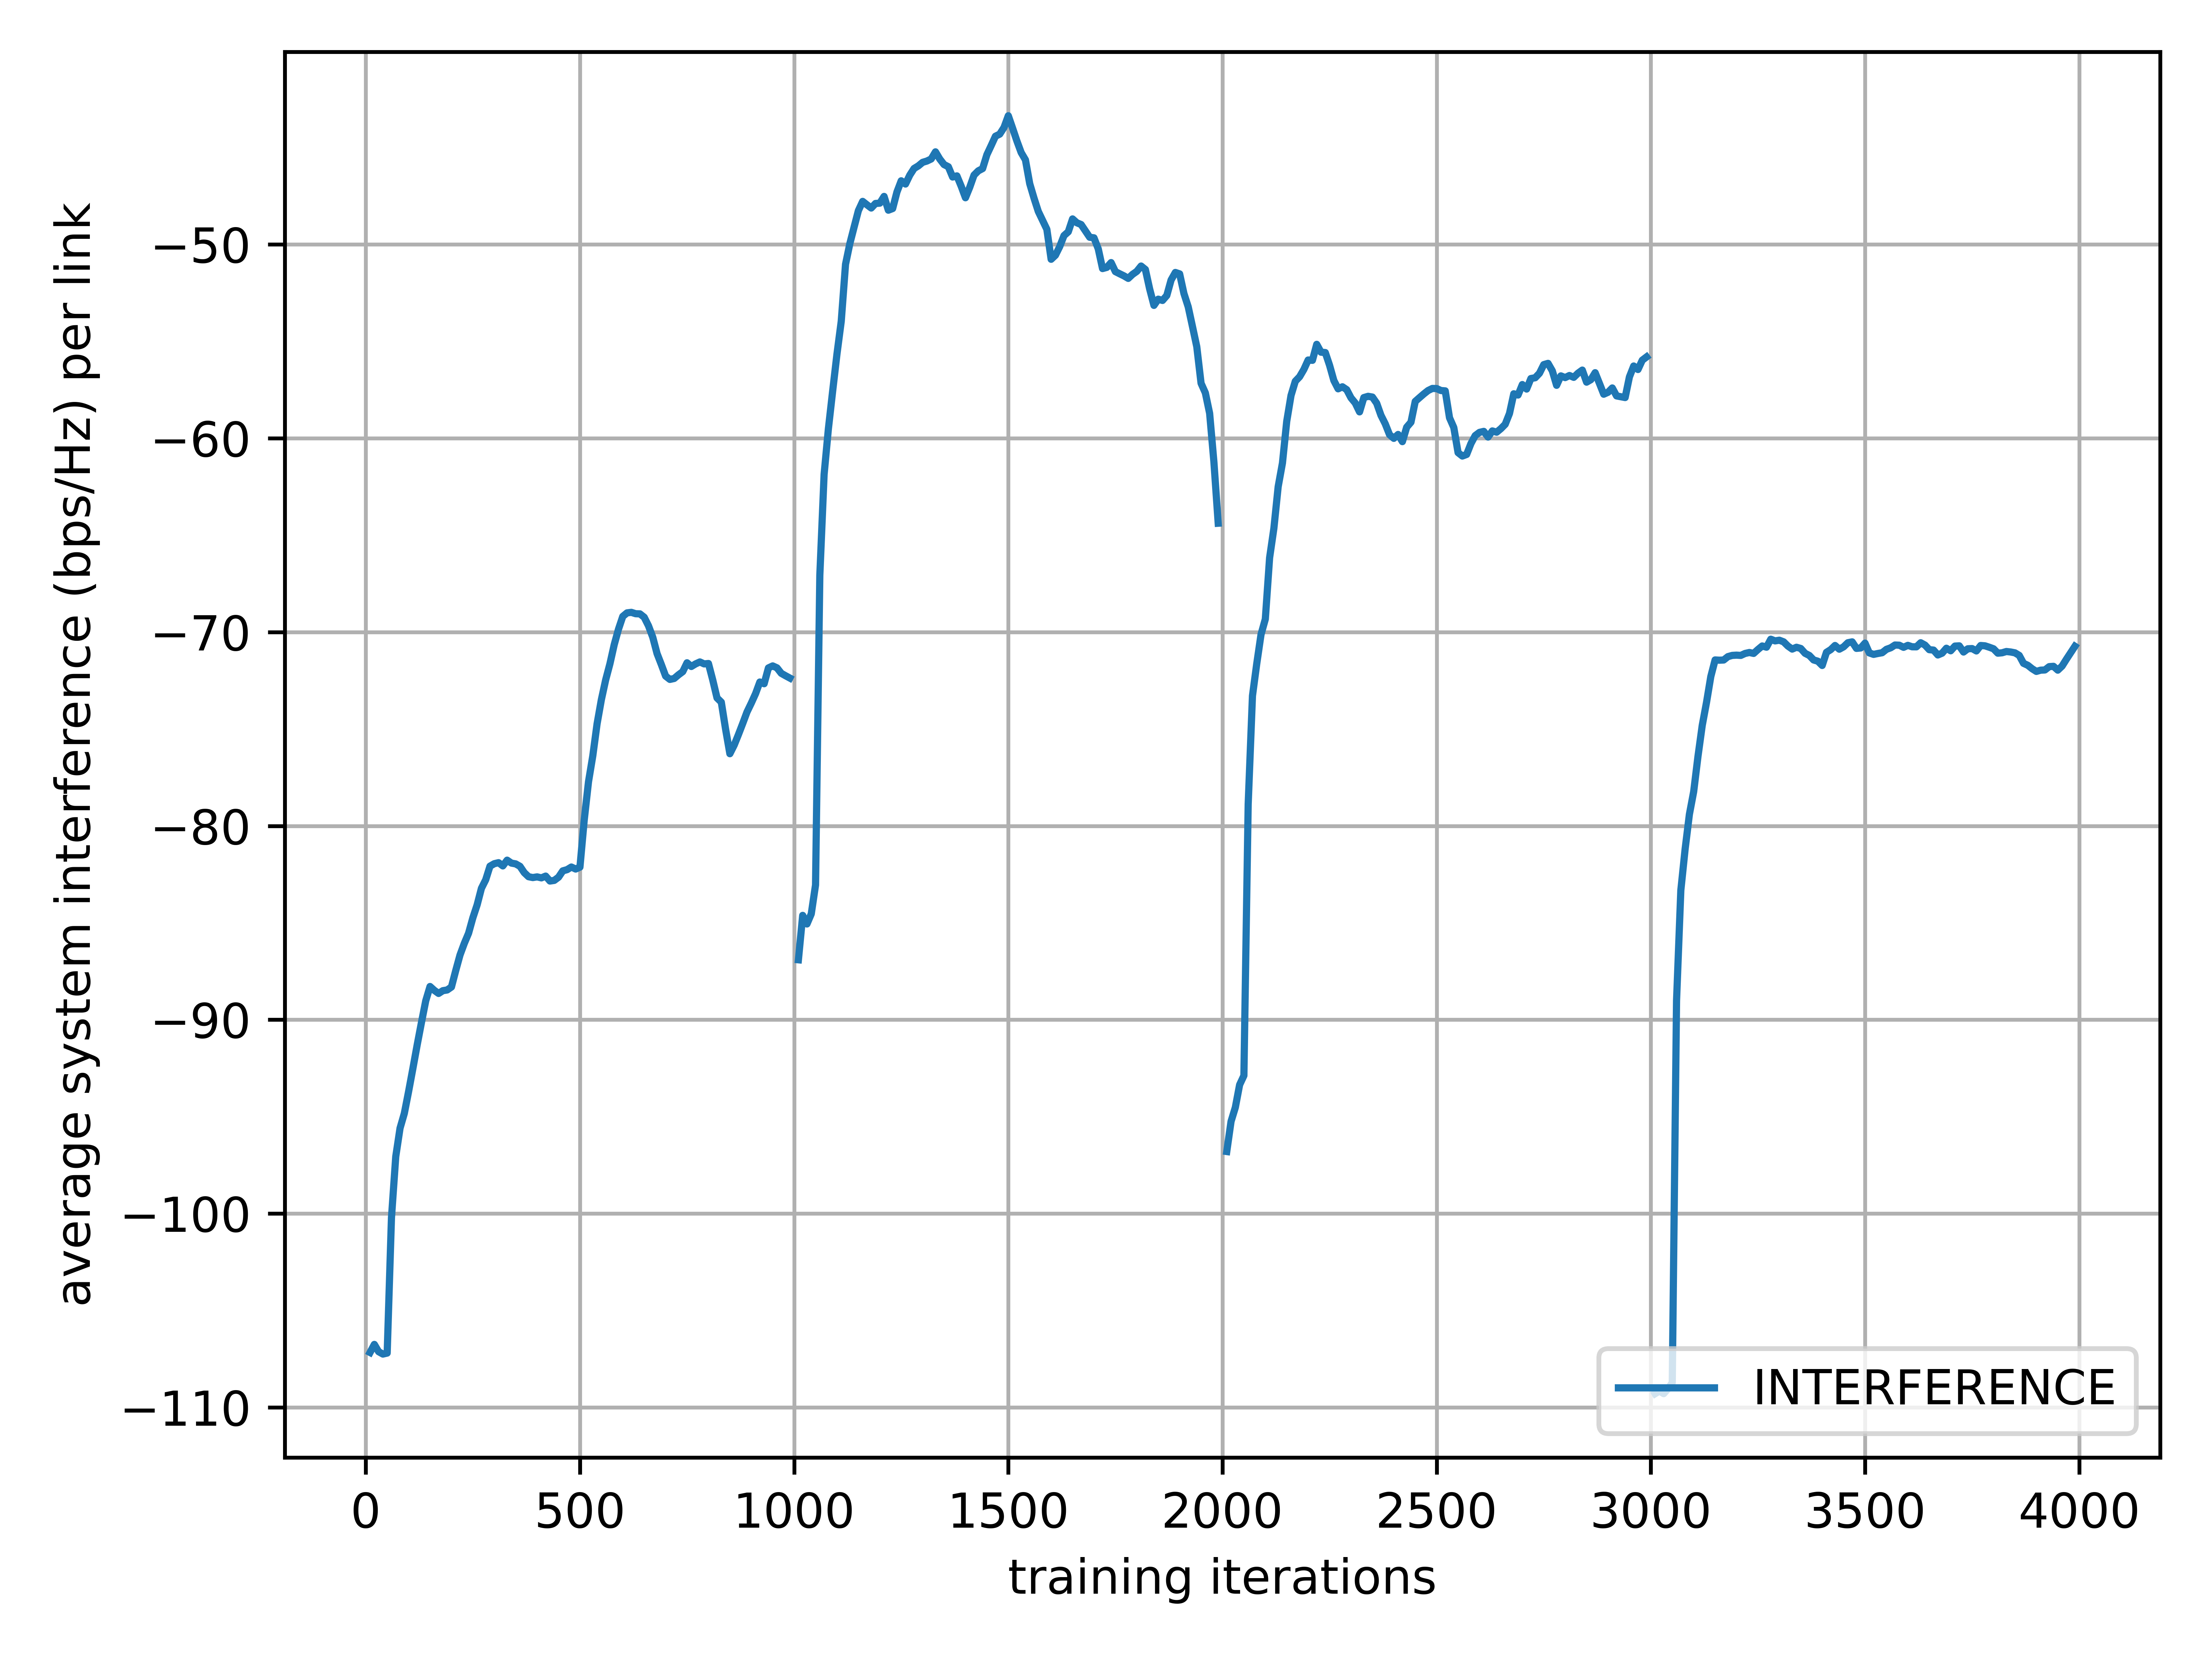 average system interference (bps/Hz) per link
−50
−60
−70
−80
−90
−100
−110
INTERFERENCE
0 500 1000 1500 2000 2500 3000 3500 4000
training iterations